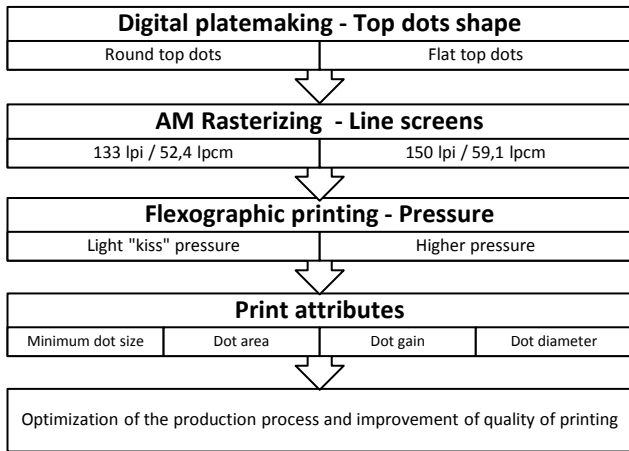 Digital platemaking - Top dots shape
Round top dots Flat top dots
AM Rasterizing - Line screens
133 lpi / 52,4 lpcm 150 lpi / 59,1 lpcm
Flexographic printing - Pressure
Light "kiss" pressure Higher pressure
Print attributes
Minimum dot size Dot area Dot gain Dot diameter
Optimization of the production process and improvement of quality of printing